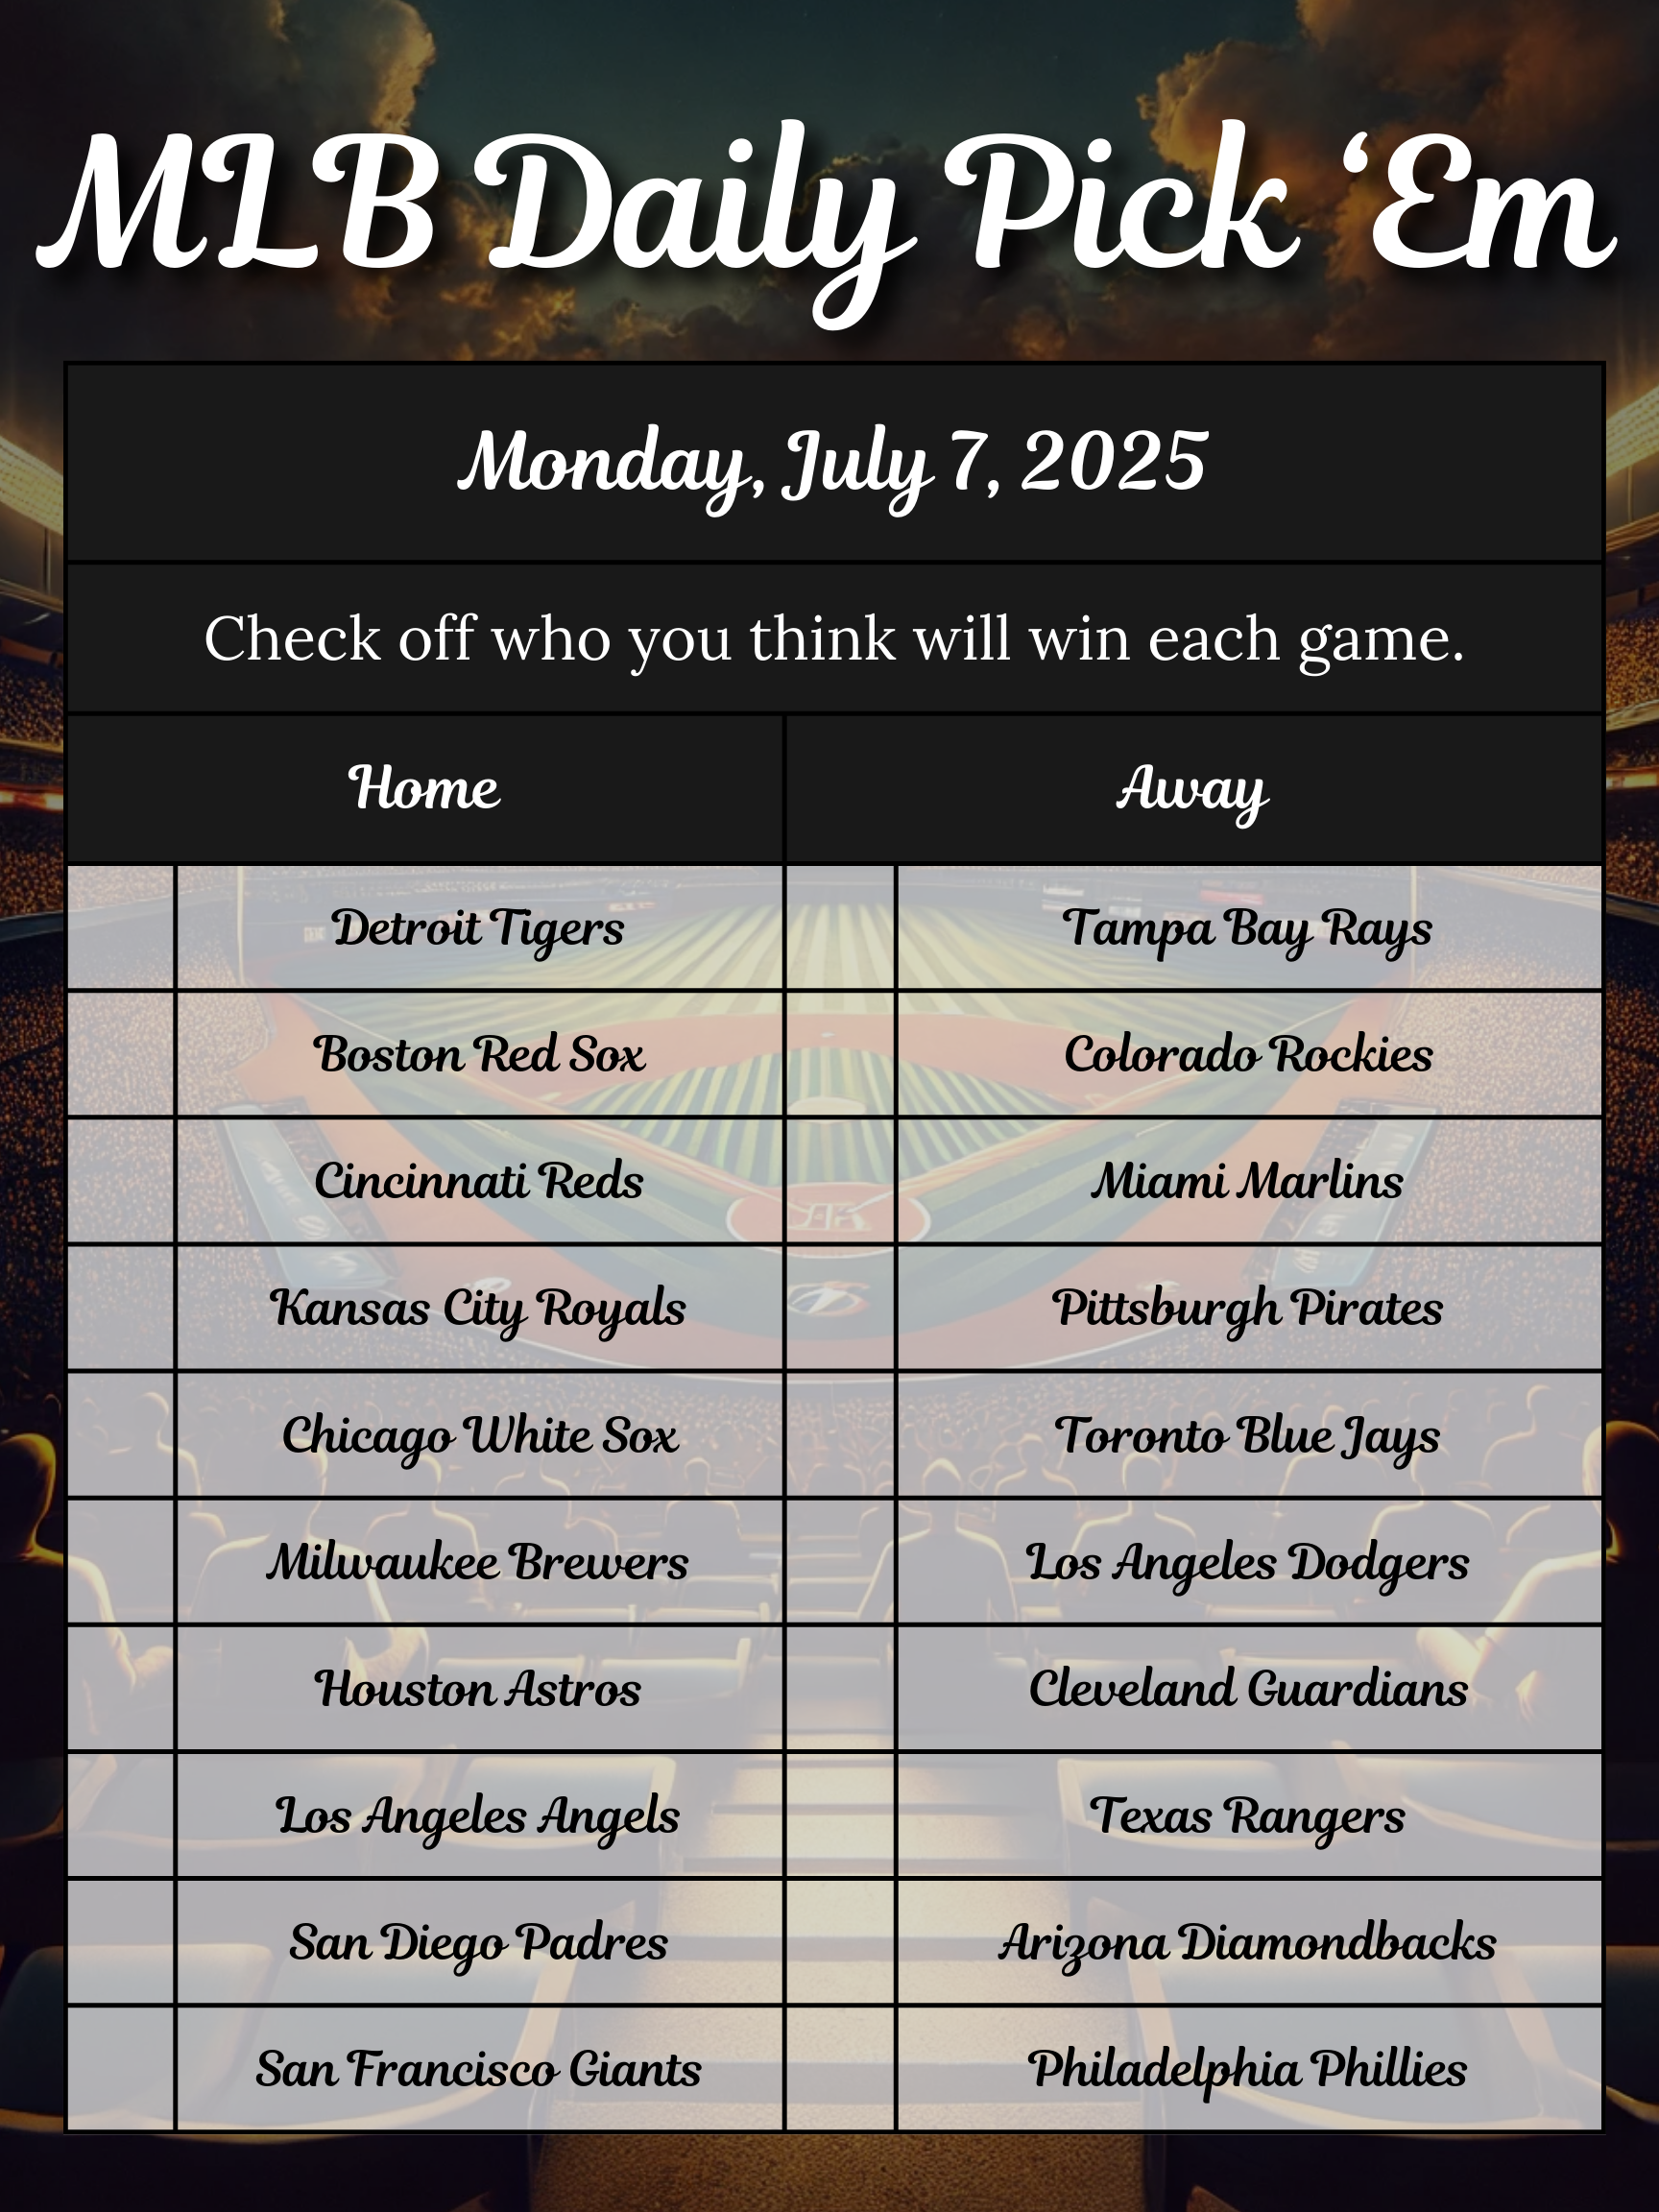 MLB Daily Pick ‘Em
Monday, July 7, 2025
Check off who you think will win each game.
Home Away
Detroit Tigers Tampa Bay Rays
Boston Red Sox Colorado Rockies
Cincinnati Reds Miami Marlins
Kansas City Royals Pittsburgh Pirates
Chicago White Sox Toronto Blue Jays
Milwaukee Brewers Los Angeles Dodgers
Houston Astros Cleveland Guardians
Los Angeles Angels Texas Rangers
San Diego Padres Arizona Diamondbacks
San Francisco Giants Philadelphia Phillies